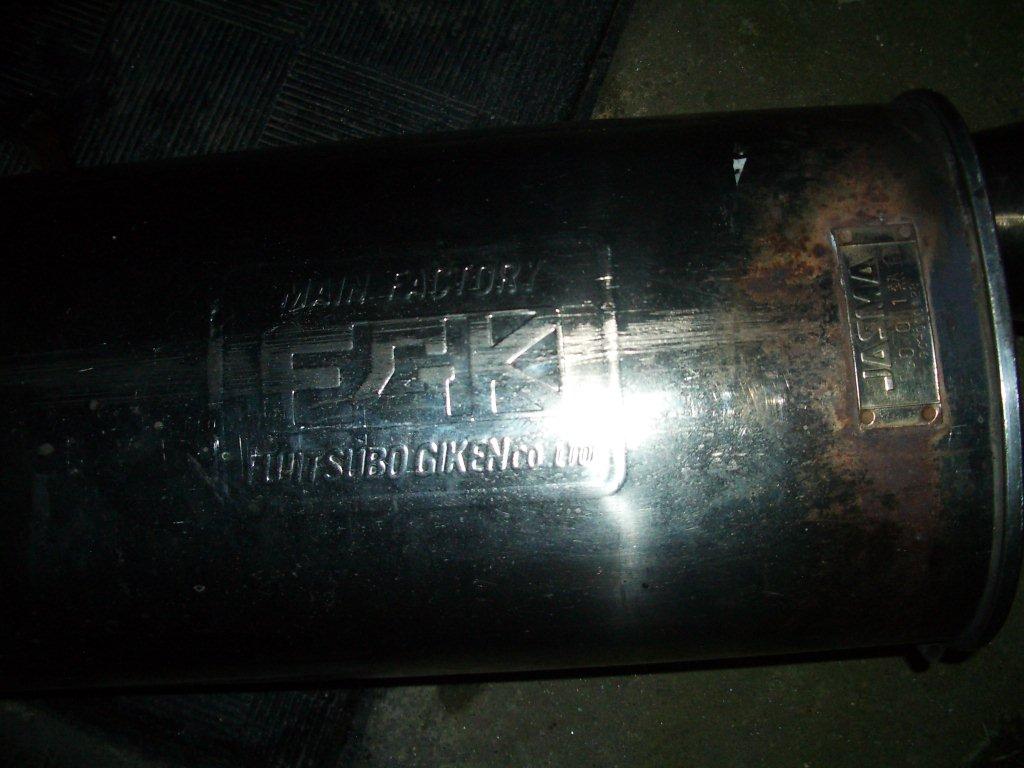 MAIN FACTORY
FGK
FUJITSUBO GIKEN CO. LTD
JASMA